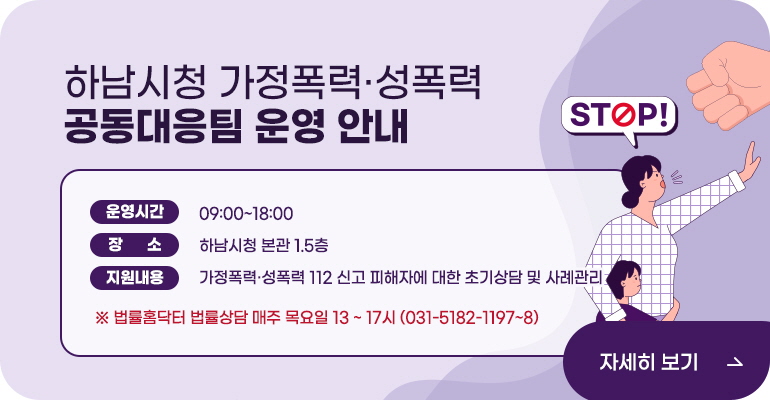 하남시청 가정폭력·성폭력
공동대응팀 운영 안내
STOP!
운영시간 09:00~18:00
장 소 하남시청 본관 1.5층
지원내용 가정폭력·성폭력 112 신고 피해자에 대한 초기상담 및 사례관리
※ 법률홈닥터 법률상담 매주 목요일 13 ~ 17시 (031-5182-1197~8)
자세히 보기